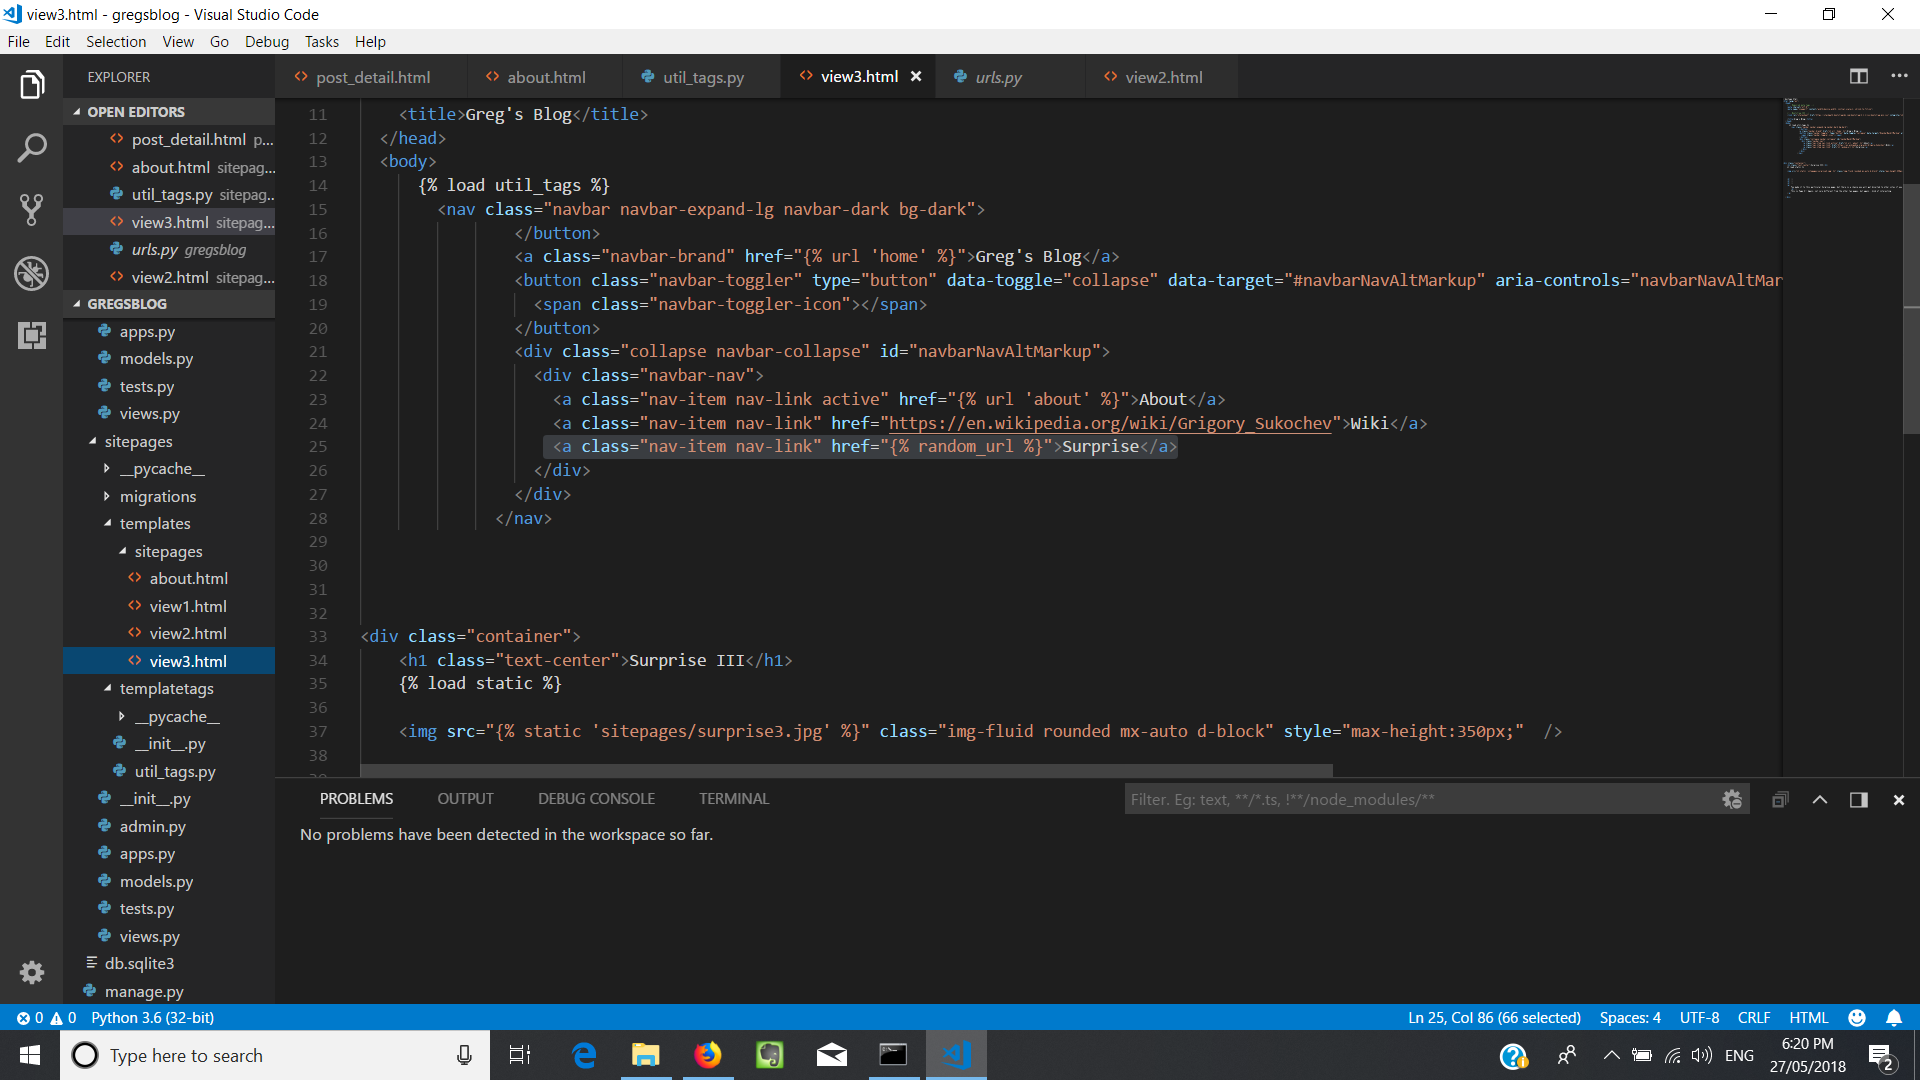 view3.html - gregsblog - Visual Studio Code
File Edit Selection View Go Debug Tasks Help
EXPLORER
OPEN EDITORS
post_detail.html p...
about.html sitepag...
util_tags.py sitepag...
view3.html sitepag...
urls.py gregsblog
view2.html sitepag...
GREGSBLOG
apps.py
models.py
tests.py
views.py
sitepages
__pycache__
migrations
templates
sitepages
about.html
view1.html
view2.html
view3.html
templatetags
__pycache__
__init__.py
util_tags.py
__init__.py
admin.py
apps.py
models.py
tests.py
views.py
db.sqlite3
manage.py
post_detail.html about.html util_tags.py view3.html urls.py view2.html
11 <title>Greg's Blog</title>
12 </head>
13 <body>
14 {% load util_tags %}
15 <nav class="navbar navbar-expand-lg navbar-dark bg-dark">
16 </button>
17 <a class="navbar-brand" href="{% url 'home' %}">Greg's Blog</a>
18 <button class="navbar-toggler" type="button" data-toggle="collapse" data-target="#navbarNavAltMarkup" aria-controls="navbarNavAltMar
19 <span class="navbar-toggler-icon"></span>
20 </button>
21 <div class="collapse navbar-collapse" id="navbarNavAltMarkup">
22 <div class="navbar-nav">
23 <a class="nav-item nav-link active" href="{% url 'about' %}">About</a>
24 <a class="nav-item nav-link" href="https://en.wikipedia.org/wiki/Grigory_Sukochev">Wiki</a>
25 <a class="nav-item nav-link" href="{% random_url %}">Surprise</a>
26 </div>
27 </div>
28 </nav>
29
30
31
32
33 <div class="container">
34 <h1 class="text-center">Surprise III</h1>
35 {% load static %}
36
37 <img src="{% static 'sitepages/surprise3.jpg' %}" class="img-fluid rounded mx-auto d-block" style="max-height:350px;" />
38
PROBLEMS OUTPUT DEBUG CONSOLE TERMINAL
Filter. Eg: text, **/*.ts, !**/node_modules/**
No problems have been detected in the workspace so far.
0 0 Python 3.6 (32-bit)
Ln 25, Col 86 (66 selected) Spaces: 4 UTF-8 CRLF HTML
Type here to search
ENG
6:20 PM
27/05/2018
2